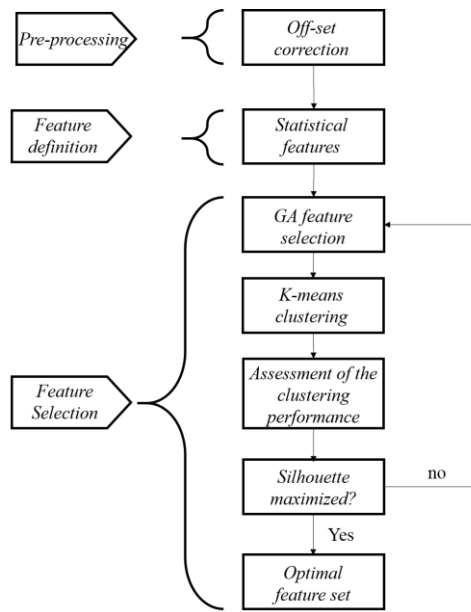 Pre-processing
Off-set
correction
Feature
definition
Statistical
features
GA feature
selection
K-means
clustering
Feature
Selection
Assessment of the
clustering
performance
Silhouette
maximized?
no
Yes
Optimal
feature set